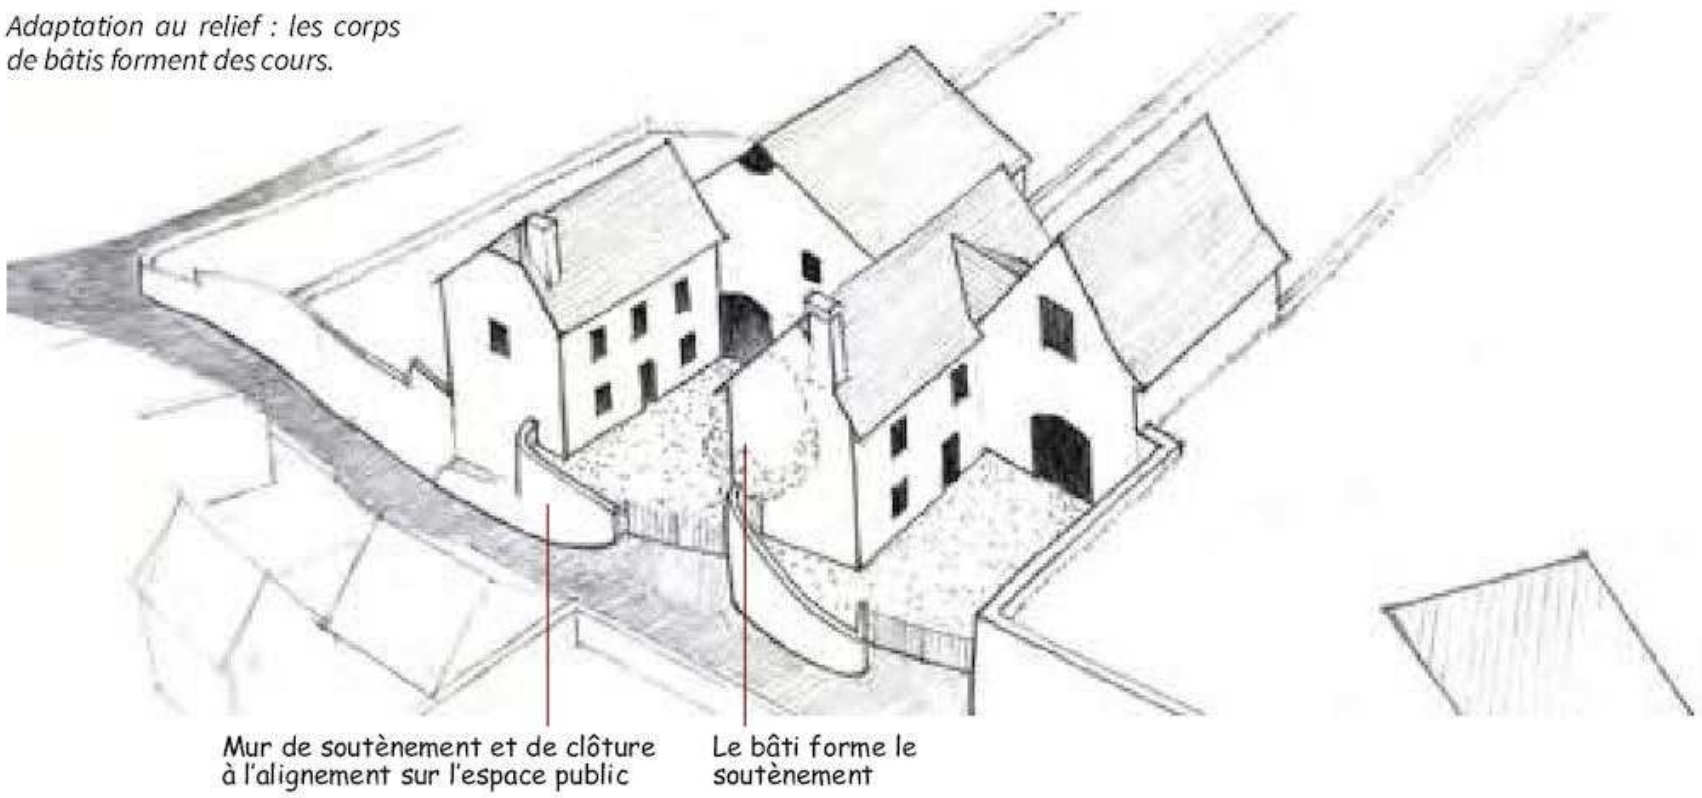 Adaptation au relief : les corps
de bâtis forment des cours.
Mur de soutènement et de clôture
à l'alignement sur l'espace public
Le bâti forme le
soutènement